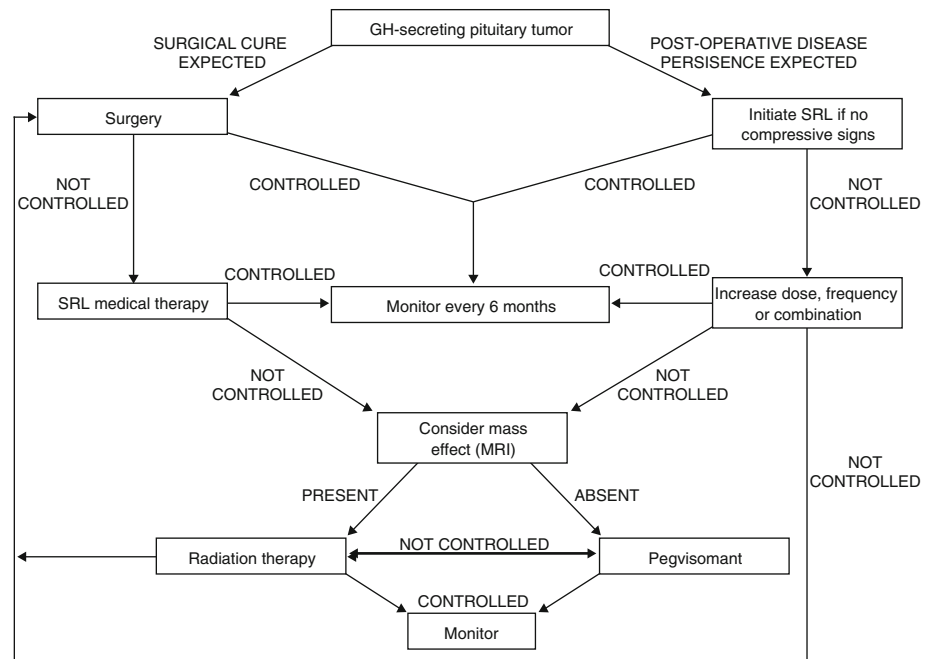 GH-secreting pituitary tumor
SURGICAL CURE
EXPECTED
POST-OPERATIVE DISEASE
PERSISENCE EXPECTED
Surgery
Initiate SRL if no
compressive signs
NOT
CONTROLLED
CONTROLLED
CONTROLLED
NOT
CONTROLLED
SRL medical therapy
CONTROLLED
Monitor every 6 months
CONTROLLED
Increase dose, frequency
or combination
NOT
CONTROLLED
NOT
CONTROLLED
Consider mass
effect (MRI)
NOT
CONTROLLED
PRESENT
ABSENT
Radiation therapy
NOT CONTROLLED
Pegvisomant
CONTROLLED
Monitor